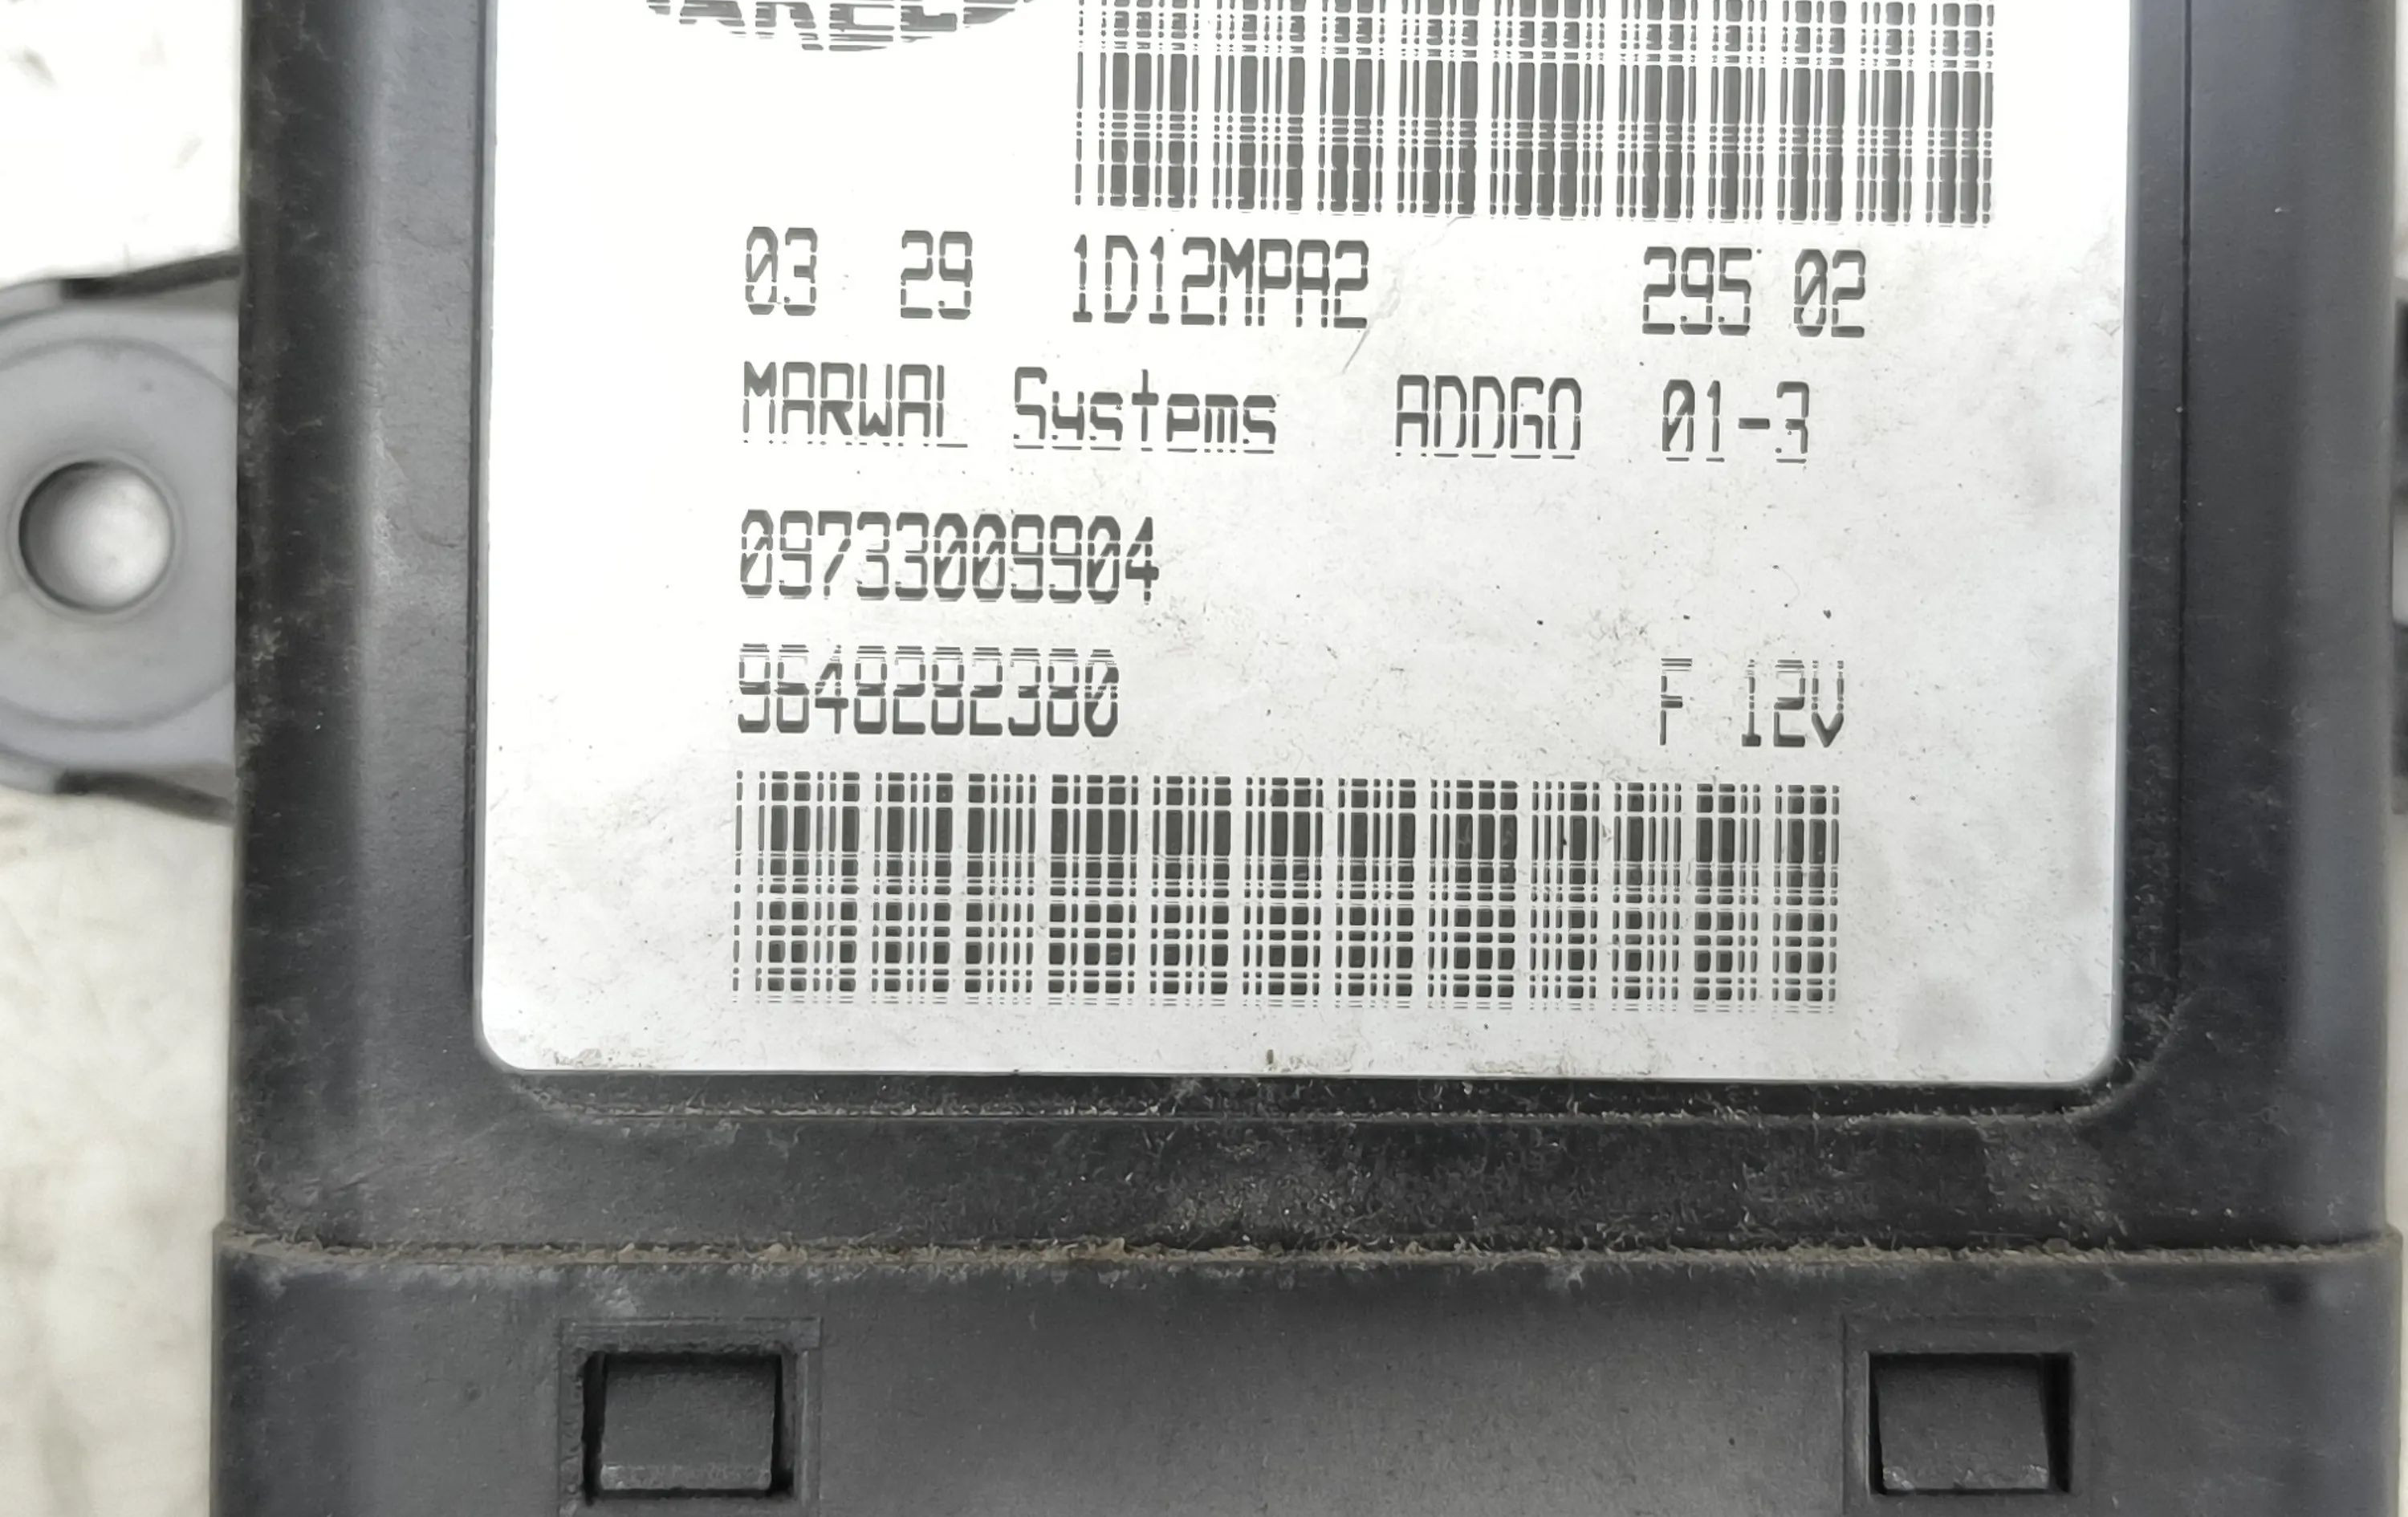 03 29 1D12MPA2 295 02
MARWAL Systems ADDGO 01-3
09733009904
9648282380 F 12V